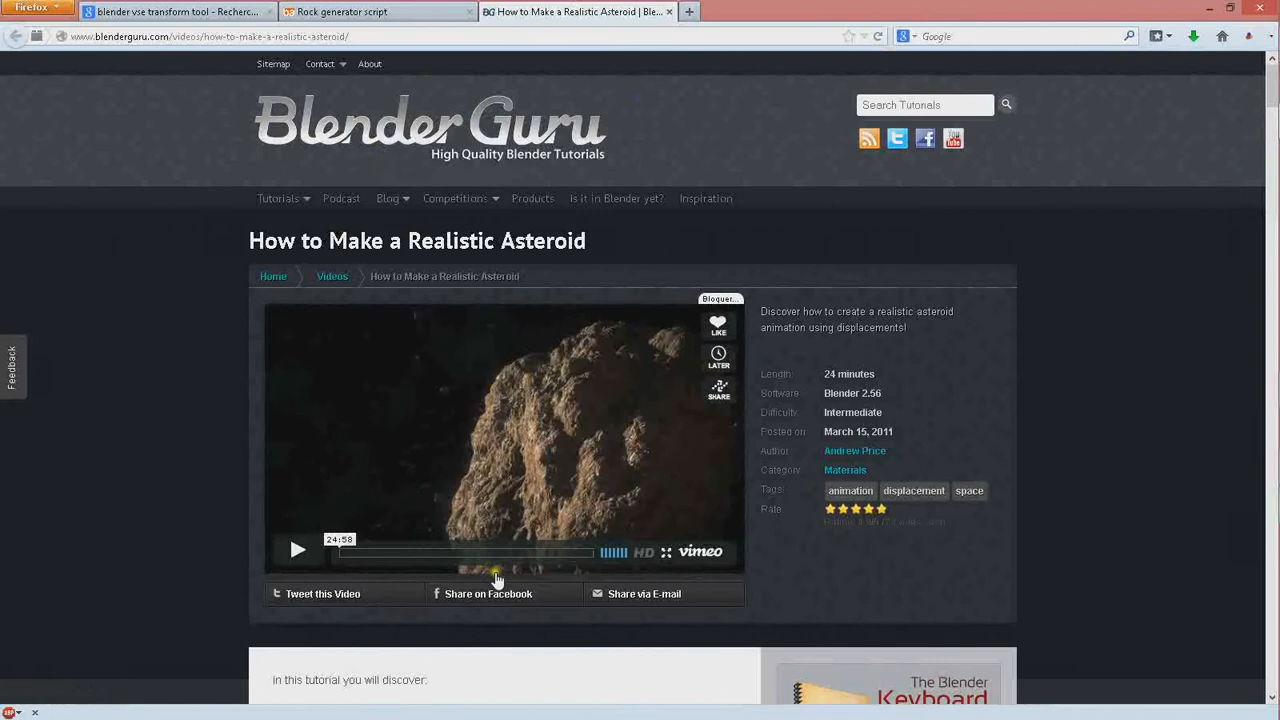 Firefox
blender vse transform tool - Recherc...
Rock generator script
How to Make a Realistic Asteroid | Ble...
www.blenderguru.com/videos/how-to-make-a-realistic-asteroid/
Google
Sitemap
Contact
About
BlenderGuru
High Quality Blender Tutorials
Search Tutorials
You Tube
Tutorials
Podcast
Blog
Competitions
Products
Is it in Blender yet?
Inspiration
How to Make a Realistic Asteroid
Home
Videos
How to Make a Realistic Asteroid
Feedback
Bloquer...
LIKE
LATER
SHARE
24:58
HD
vimeo
Tweet this Video
Share on Facebook
Share via E-mail
Discover how to create a realistic asteroid
animation using displacements!
Length: 24 minutes
Software: Blender 2.56
Difficulty: Intermediate
Posted on: March 15, 2011
Author: Andrew Price
Category: Materials
Tags: animation displacement space
Rate:
In this tutorial you will discover:
The Blender
Keyboard
ABP